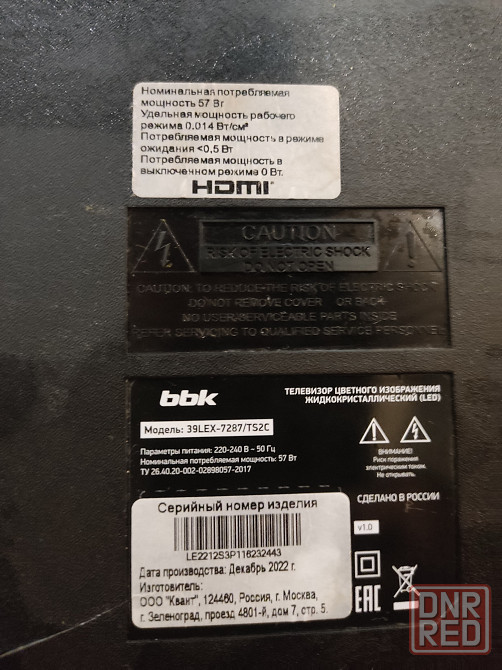 Номинальная потребляемая
мощность 57 Вт
Удельная мощность рабочего
режима 0.014 Вт/см²
Потребляемая мощность в режиме
ожидания <0,5 Вт
Потребляемая мощность в
выключенном режиме 0 Вт.
HDMI
CAUTION
RISK OF ELECTRIC SHOCK
DO NOT OPEN
CAUTION: TO REDUCE THE RISK OF ELECTRIC SHOCK
DO NOT REMOVE COVER OR BACK
NO USER SERVICEABLE PARTS INSIDE
REFER SERVICING TO QUALIFIED SERVICE PERSONNEL
bbk
ТЕЛЕВИЗОР ЦВЕТНОГО ИЗОБРАЖЕНИЯ
ЖИДКОКРИСТАЛЛИЧЕСКИЙ (LED)
Модель: 39LEX-7287/TS2C
Параметры питания: 220-240 В ~ 50 Гц
Номинальная потребляемая мощность: 57 Вт
ТУ 26.40.20-002-02898057-2017
ВНИМАНИЕ!
Риск поражения
электрическим током.
Не открывать.
СДЕЛАНО В РОССИИ
Серийный номер изделия
LE2212S3P116232443
Дата производства: Декабрь 2022 г.
Изготовитель:
ООО "Квант", 124460, Россия, г. Москва,
г. Зеленоград, проезд 4801-й, дом 7, стр. 5.
v1.0
EAC
DNR
RED